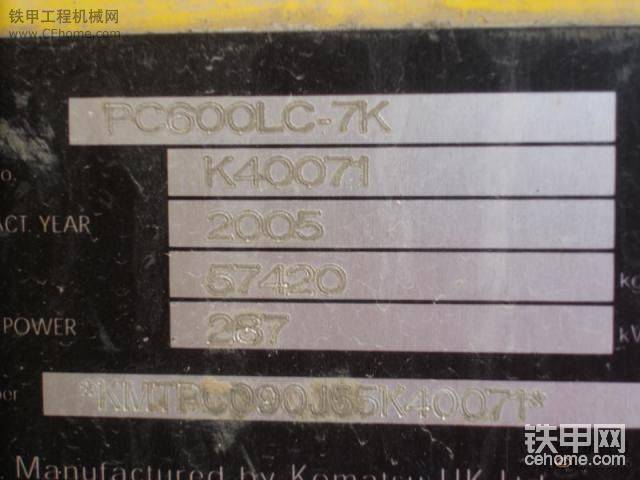 铁甲工程机械网
www.CEhome.com
PC600LC-7K
o. K40071
ACT. YEAR 2005
57420 kg
POWER 287 kW
ber
*KMTPC090J55K40071*
Manufactured by Komatsu UK Ltd
铁甲网
cehome.com